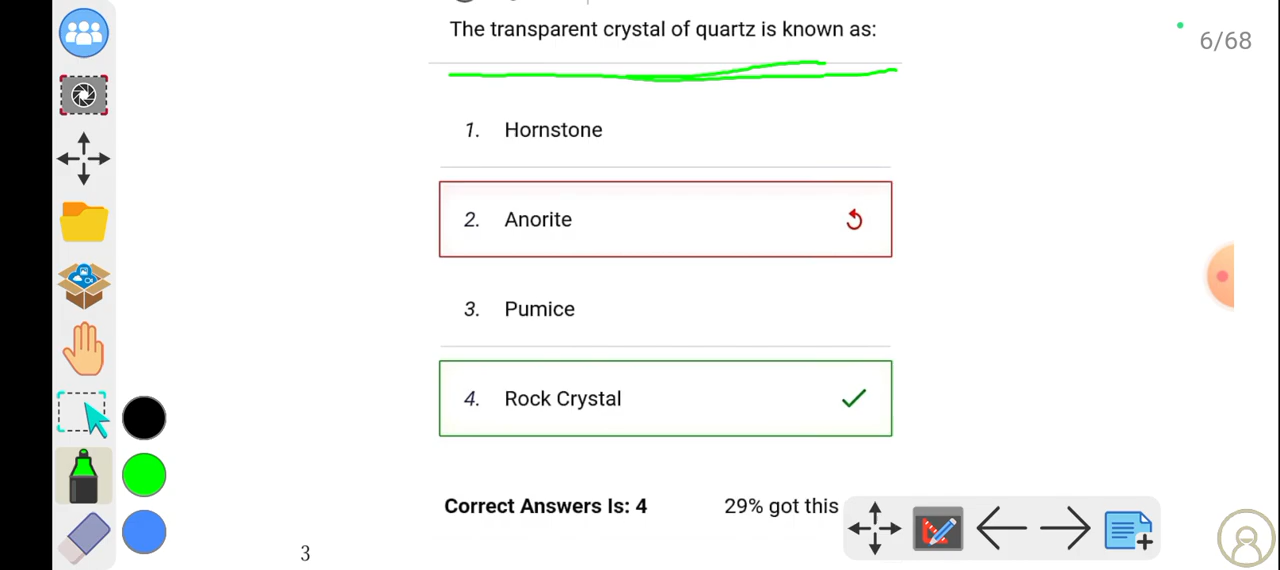 The transparent crystal of quartz is known as:
6/68
1. Hornstone
2. Anorite
3. Pumice
4. Rock Crystal
Correct Answers Is: 4 29% got this
3